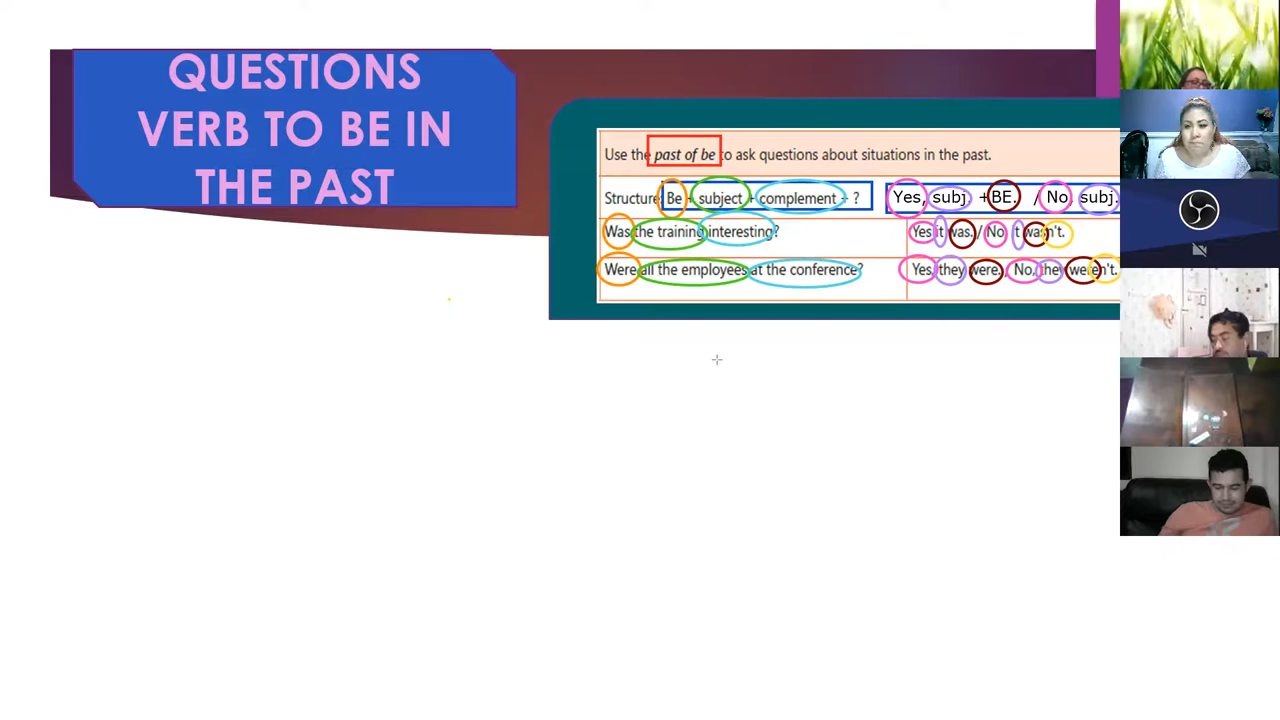 QUESTIONS
VERB TO BE IN
THE PAST
Use the past of be to ask questions about situations in the past.
Structure: Be + subject + complement + ? Yes, subj. +BE. / No, subj.
Was the training interesting? Yes it was. / No, it wasn't.
Were all the employees at the conference? Yes, they were. No, they weren't.